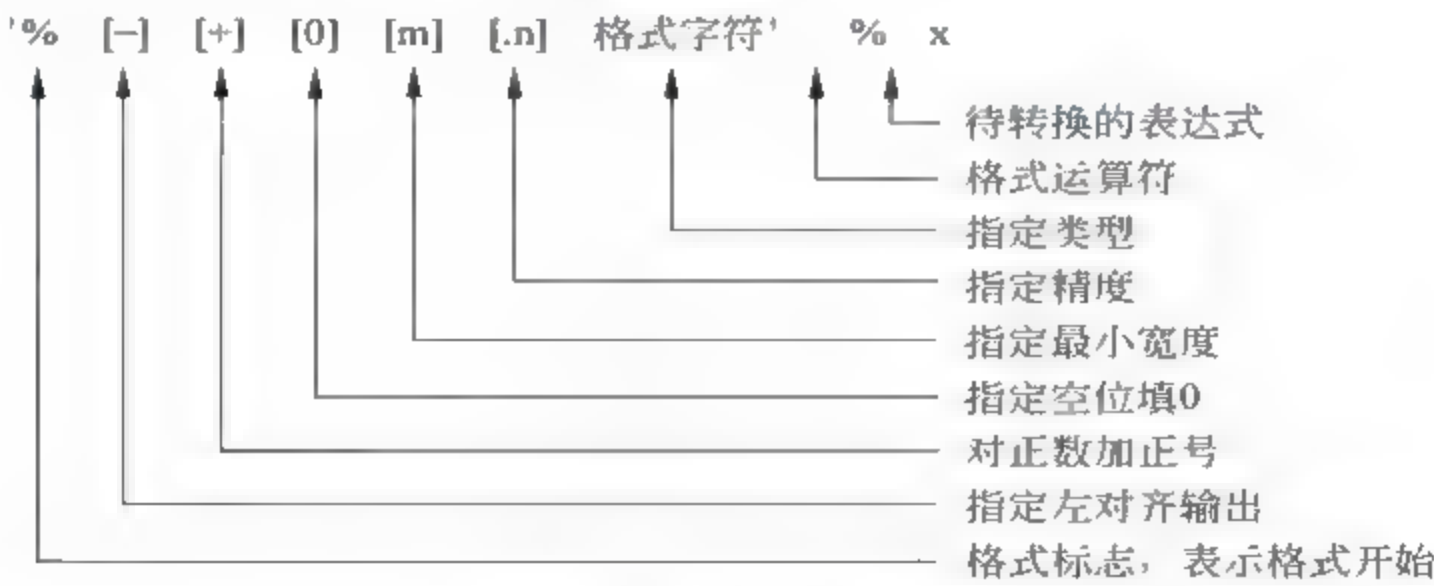 '% [−] [+] [0] [m] [.n] 格式字符' % x
待转换的表达式
格式运算符
指定类型
指定精度
指定最小宽度
指定空位填0
对正数加正号
指定左对齐输出
格式标志，表示格式开始